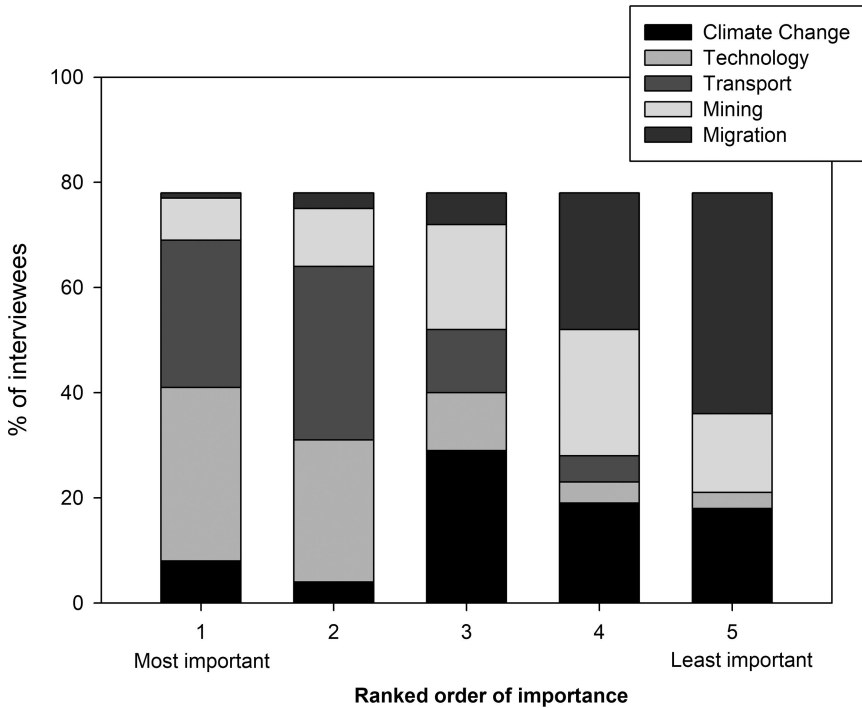 Climate Change
Technology
Transport
Mining
Migration
100
80
60
40
20
0
% of interviewees
1 2 3 4 5
Most important Least important
Ranked order of importance